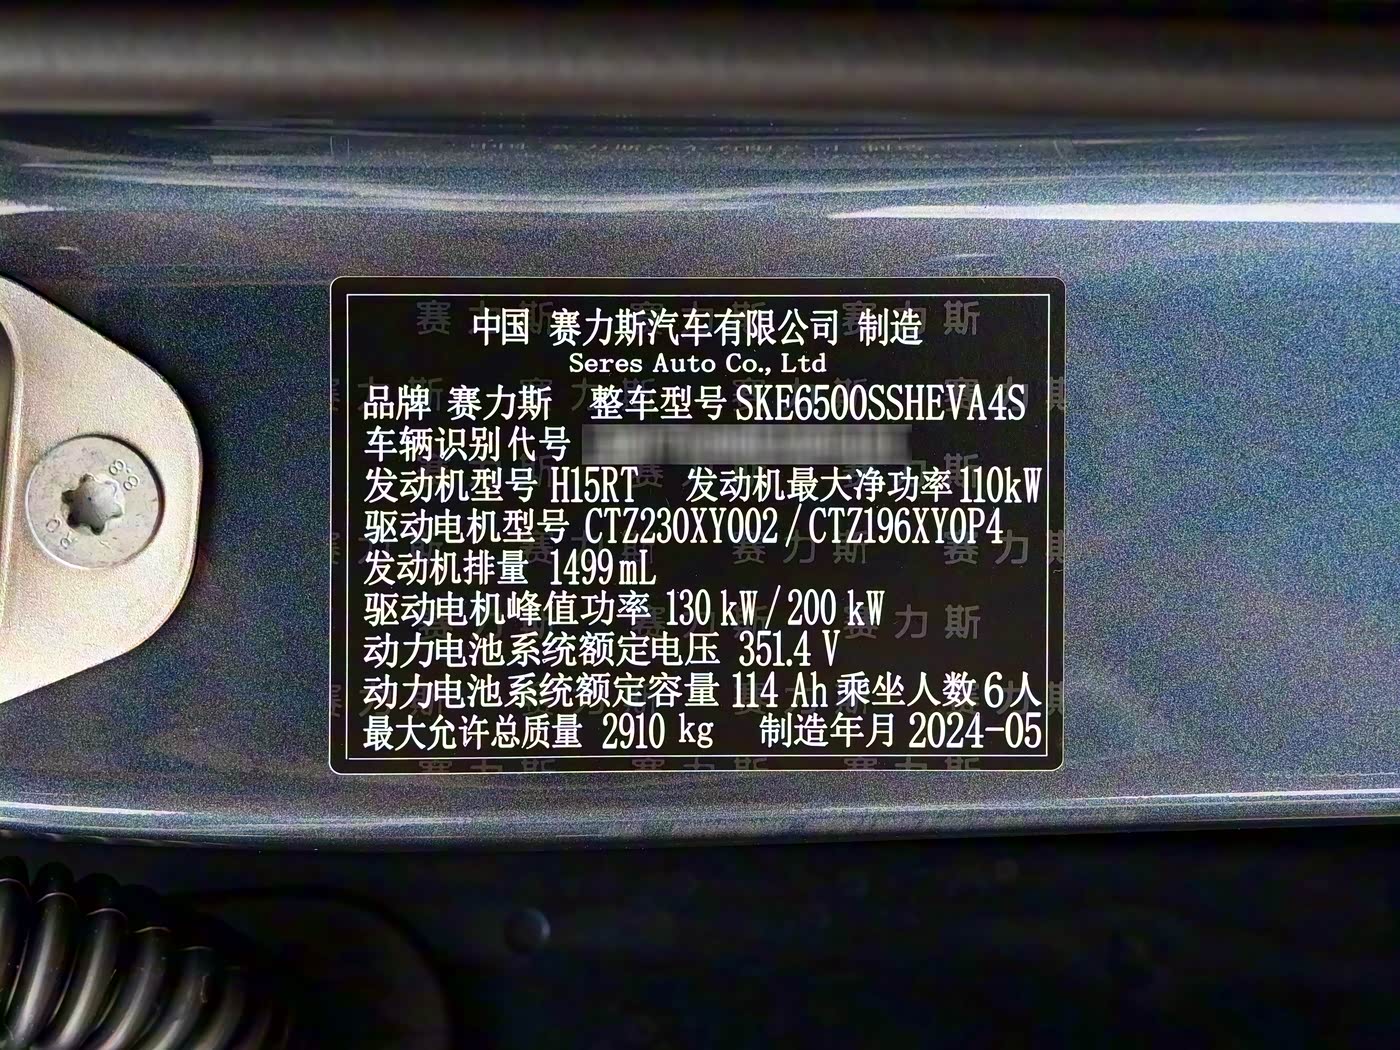 中国 赛力斯汽车有限公司 制造
Seres Auto Co., Ltd
品牌 赛力斯 整车型号 SKE6500SSHEVA4S
车辆识别代号
发动机型号 H15RT 发动机最大净功率 110kW
驱动电机型号 CTZ230XY002 / CTZ196XY0P4
发动机排量 1499 mL
驱动电机峰值功率 130 kW / 200 kW
动力电池系统额定电压 351.4 V
动力电池系统额定容量 114 Ah 乘坐人数 6 人
最大允许总质量 2910 kg 制造年月 2024-05